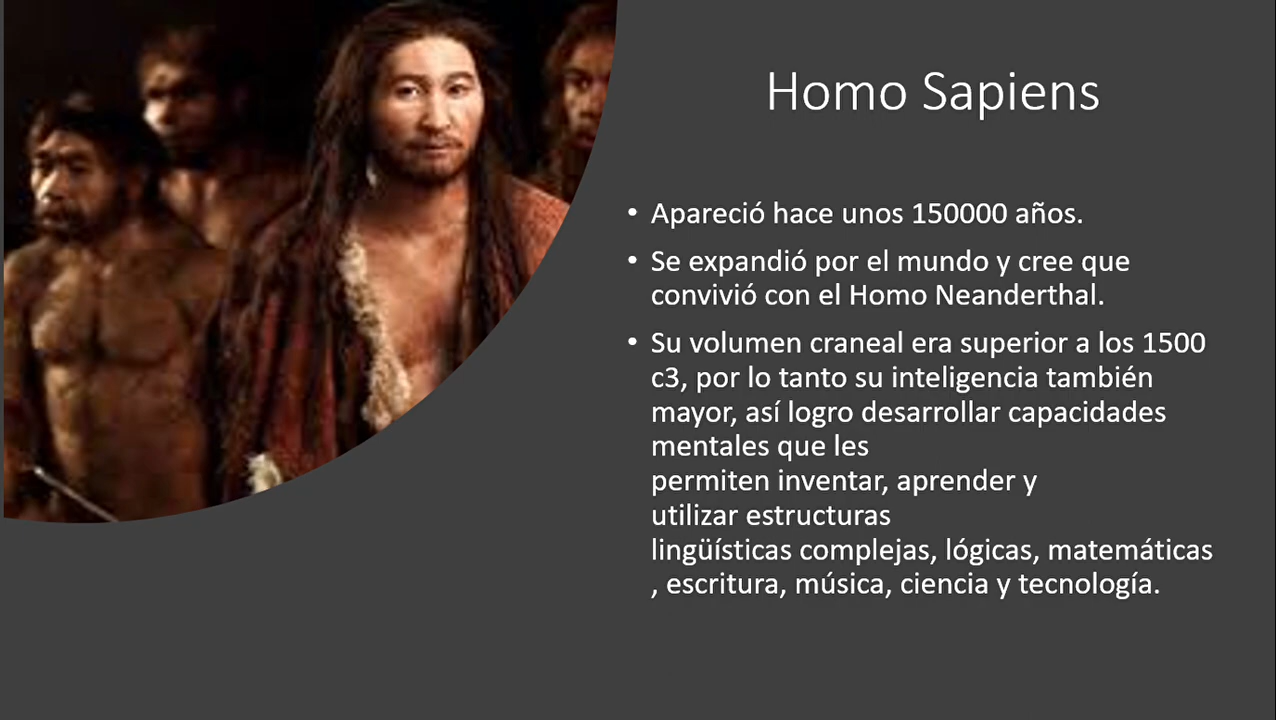 Homo Sapiens
• Apareció hace unos 150000 años.
• Se expandió por el mundo y cree que
convivió con el Homo Neanderthal.
• Su volumen craneal era superior a los 1500
c3, por lo tanto su inteligencia también
mayor, así logro desarrollar capacidades
mentales que les
permiten inventar, aprender y
utilizar estructuras
lingüísticas complejas, lógicas, matemáticas
, escritura, música, ciencia y tecnología.